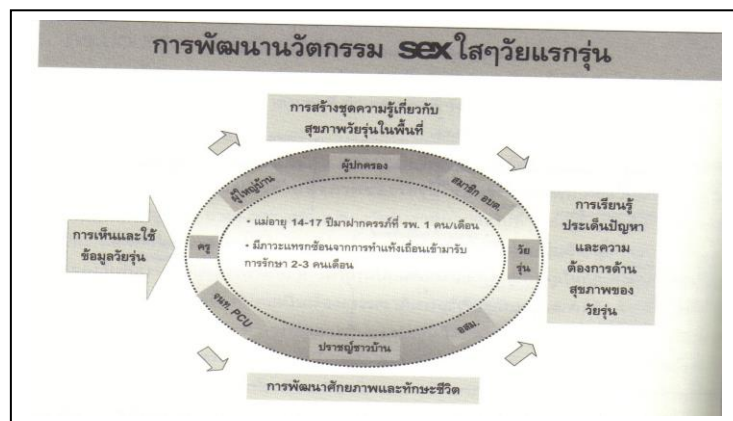 การพัฒนานวัตกรรม sex ใสๆวัยแรกรุ่น
การสร้างชุดความรู้เกี่ยวกับ
สุขภาพวัยรุ่นในพื้นที่
ผู้ใหญ่บ้าน
ผู้ปกครอง
สมาชิก อบต.
การเห็นและใช้
ข้อมูลวัยรุ่น
ครู
• แม่อายุ 14-17 ปีมาฝากครรภ์ที่ รพ. 1 คน/เดือน
• มีภาวะแทรกซ้อนจากการทำแท้งเถื่อนเข้ามารับ
การรักษา 2-3 คนเดือน
วัย
รุ่น
การเรียนรู้
ประเด็นปัญหา
และความ
ต้องการด้าน
สุขภาพของ
วัยรุ่น
จนท. PCU
ปราชญ์ชาวบ้าน
อสม.
การพัฒนาศักยภาพและทักษะชีวิต